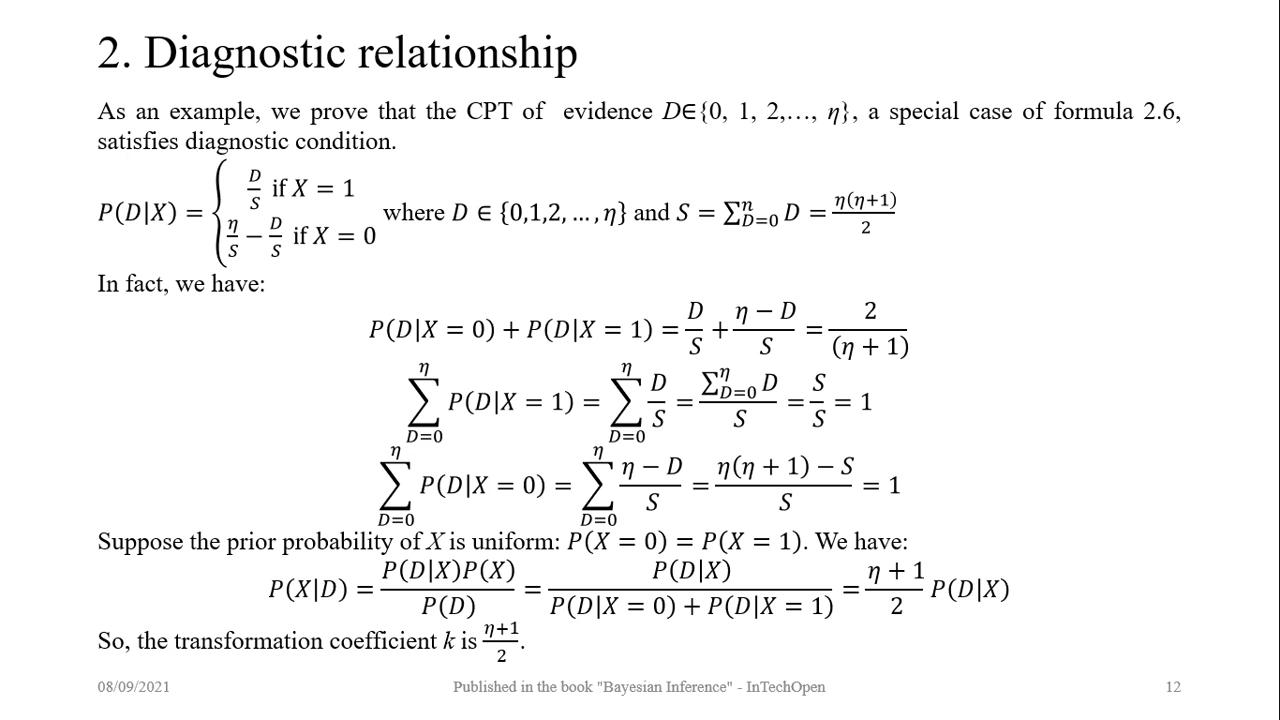 2. Diagnostic relationship
As an example, we prove that the CPT of evidence D∈{0, 1, 2,…, η}, a special case of formula 2.6,
satisfies diagnostic condition.
P(D|X) = { D/S if X = 1
η/S − D/S if X = 0 where D ∈ {0,1,2, … , η} and S = ∑_{D=0}^{n} D = η(η+1)/2
In fact, we have:
P(D|X = 0) + P(D|X = 1) = D/S + (η − D)/S = 2/(η + 1)
∑_{D=0}^{η} P(D|X = 1) = ∑_{D=0}^{η} D/S = (∑_{D=0}^{η} D)/S = S/S = 1
∑_{D=0}^{η} P(D|X = 0) = ∑_{D=0}^{η} (η − D)/S = (η(η + 1) − S)/S = 1
Suppose the prior probability of X is uniform: P(X = 0) = P(X = 1). We have:
P(X|D) = P(D|X)P(X)/P(D) = P(D|X)/(P(D|X = 0) + P(D|X = 1)) = (η + 1)/2 P(D|X)
So, the transformation coefficient k is (η+1)/2.
08/09/2021 Published in the book "Bayesian Inference" - InTechOpen 12